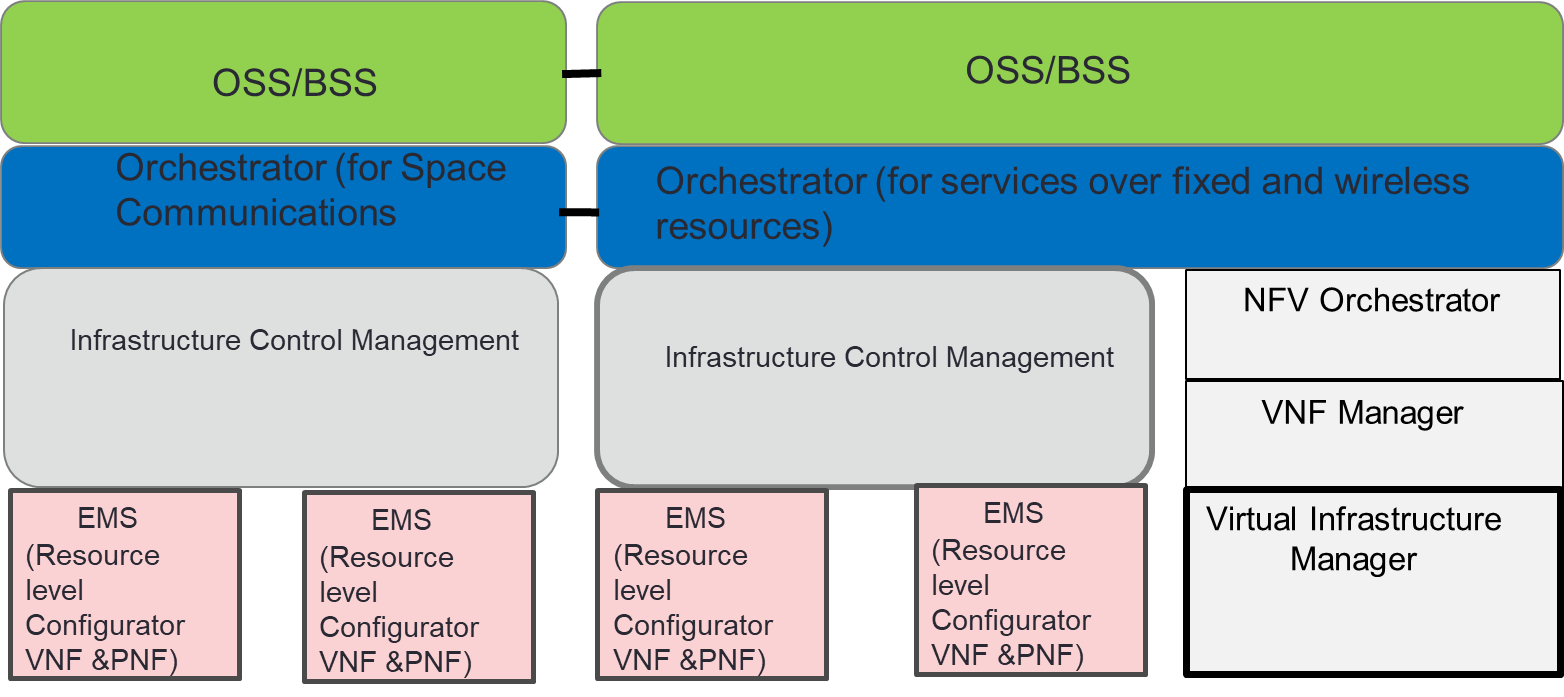 OSS/BSS
OSS/BSS
Orchestrator (for Space
Communications
Orchestrator (for services over fixed and wireless
resources)
Infrastructure Control Management
Infrastructure Control Management
NFV Orchestrator
VNF Manager
Virtual Infrastructure
Manager
EMS
(Resource
level
Configurator
VNF &PNF)
EMS
(Resource
level
Configurator
VNF &PNF)
EMS
(Resource
level
Configurator
VNF &PNF)
EMS
(Resource
level
Configurator
VNF &PNF)